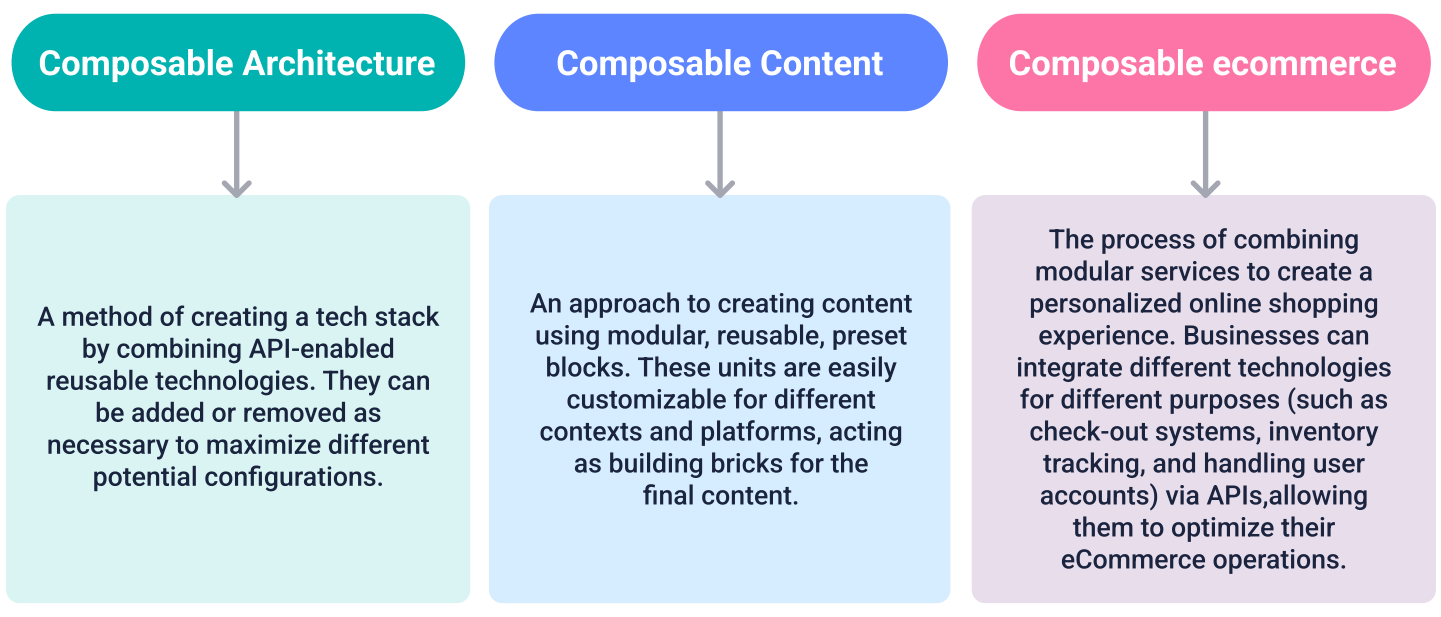 Composable Architecture
A method of creating a tech stack
by combining API-enabled
reusable technologies. They can
be added or removed as
necessary to maximize different
potential configurations.
Composable Content
An approach to creating content
using modular, reusable, preset
blocks. These units are easily
customizable for different
contexts and platforms, acting
as building bricks for the
final content.
Composable ecommerce
The process of combining
modular services to create a
personalized online shopping
experience. Businesses can
integrate different technologies
for different purposes (such as
check-out systems, inventory
tracking, and handling user
accounts) via APIs,allowing
them to optimize their
eCommerce operations.